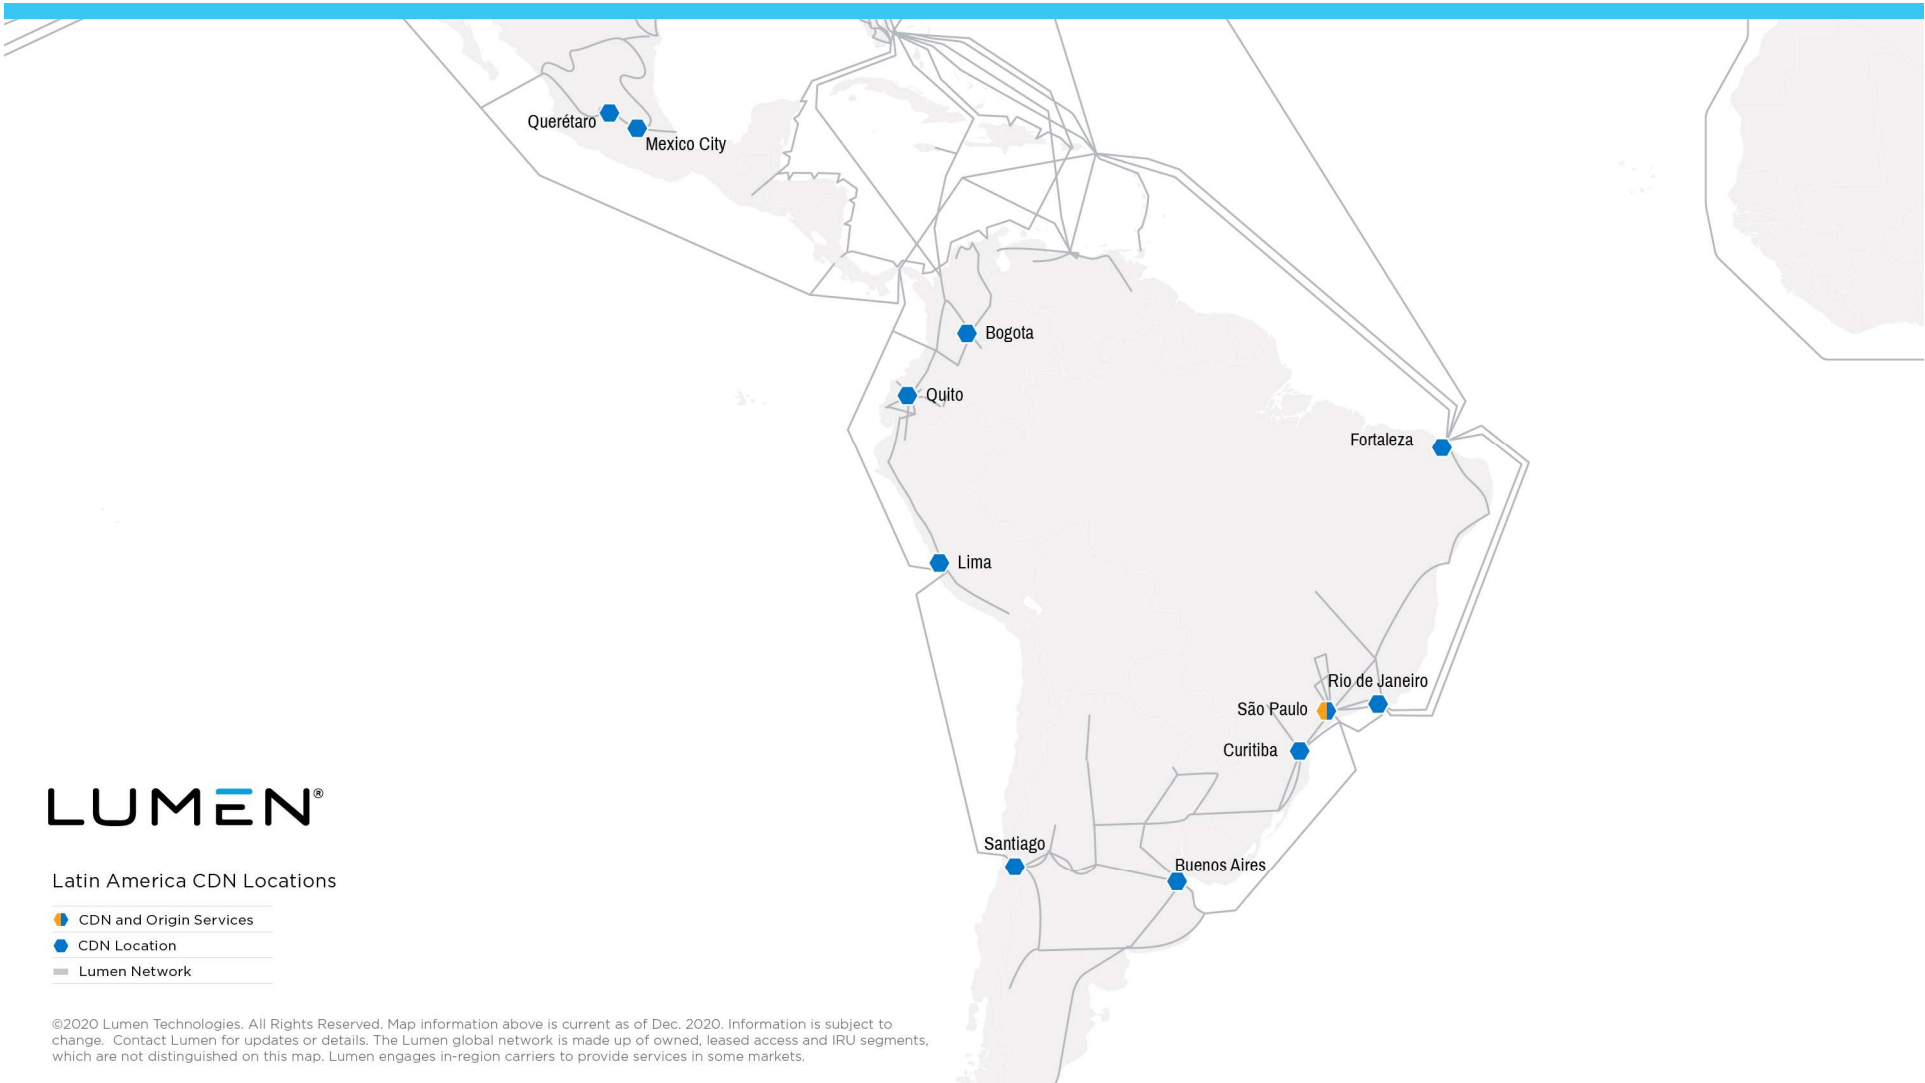 Querétaro
Mexico City
Bogota
Quito
Fortaleza
Lima
Rio de Janeiro
São Paulo
Curitiba
Santiago
Buenos Aires
LUMEN®
Latin America CDN Locations
CDN and Origin Services
CDN Location
Lumen Network
©2020 Lumen Technologies. All Rights Reserved. Map information above is current as of Dec. 2020. Information is subject to
change.  Contact Lumen for updates or details. The Lumen global network is made up of owned, leased access and IRU segments,
which are not distinguished on this map. Lumen engages in-region carriers to provide services in some markets.